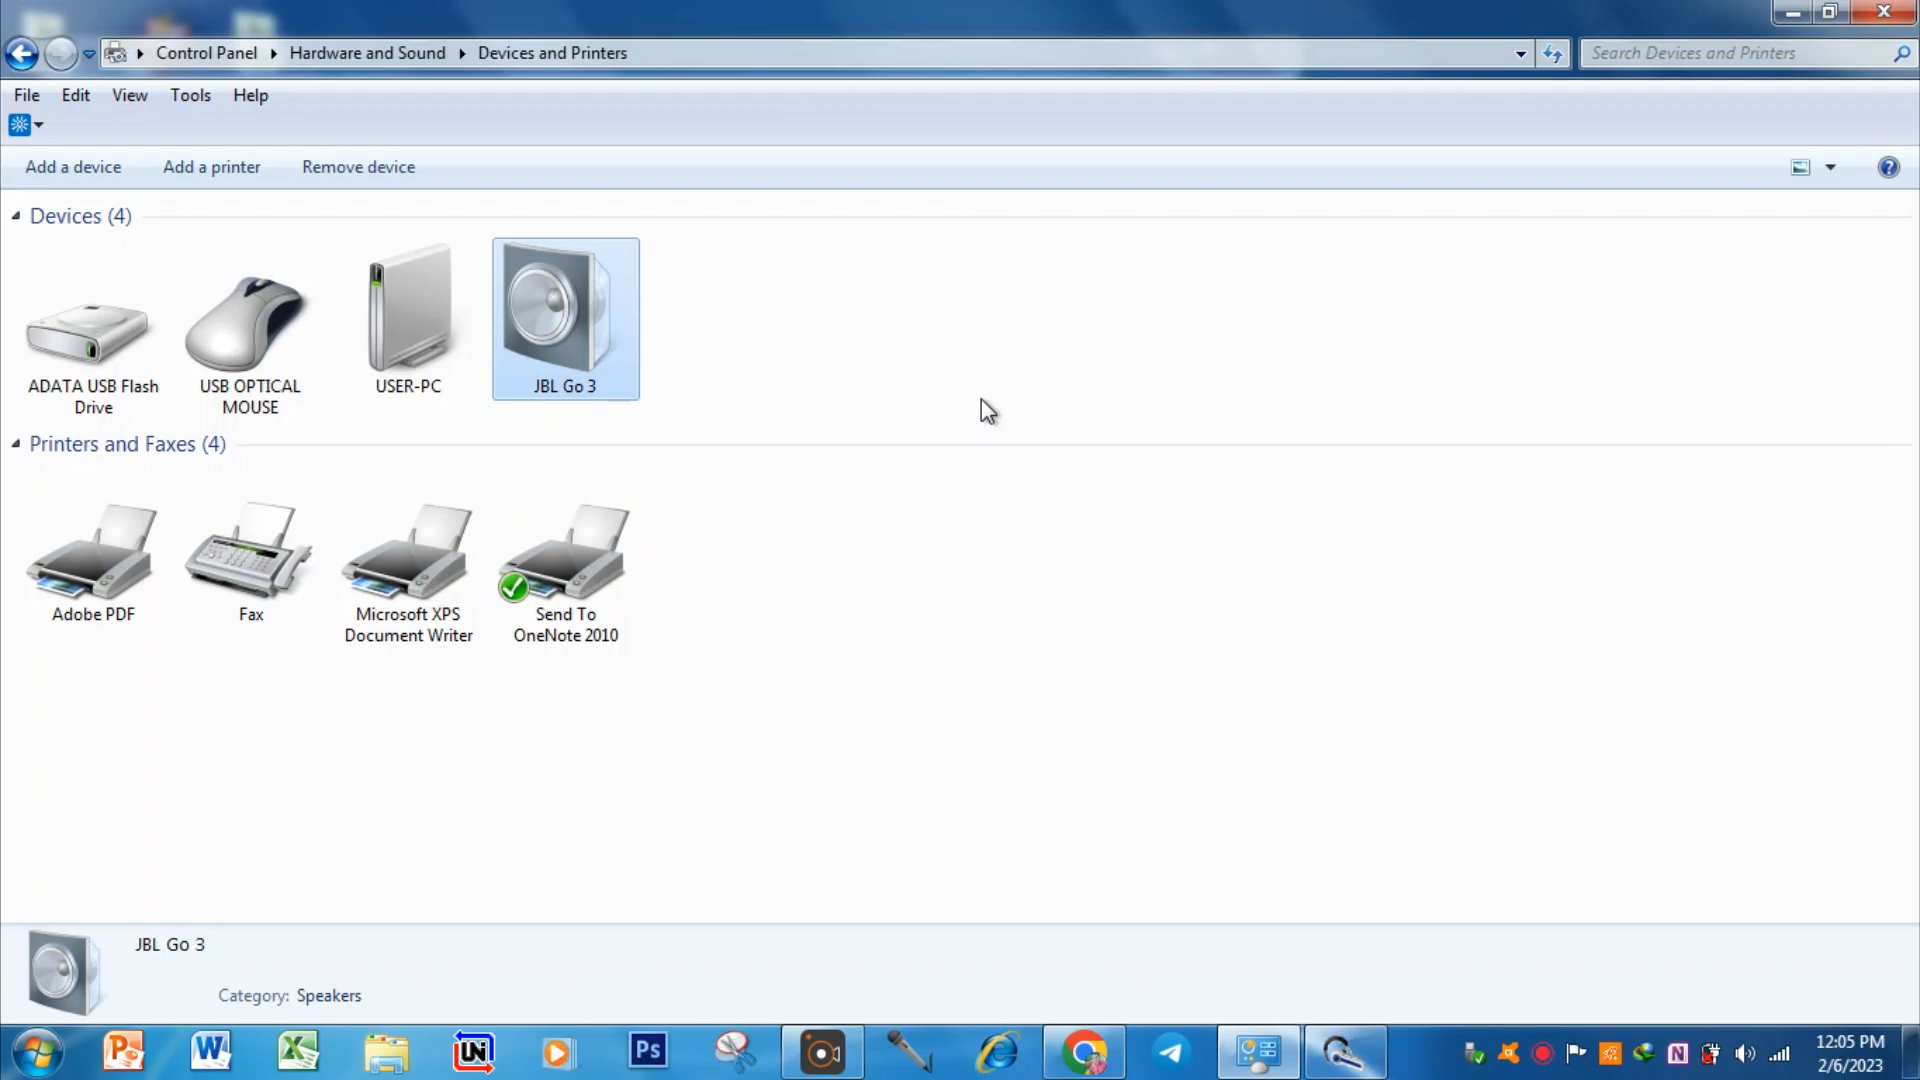 Control Panel Hardware and Sound Devices and Printers
Search Devices and Printers
File Edit View Tools Help
Add a device Add a printer Remove device
Devices (4)
ADATA USB Flash Drive
USB OPTICAL MOUSE
USER-PC
JBL Go 3
Printers and Faxes (4)
Adobe PDF
Fax
Microsoft XPS Document Writer
Send To OneNote 2010
JBL Go 3
Category: Speakers
12:05 PM
2/6/2023